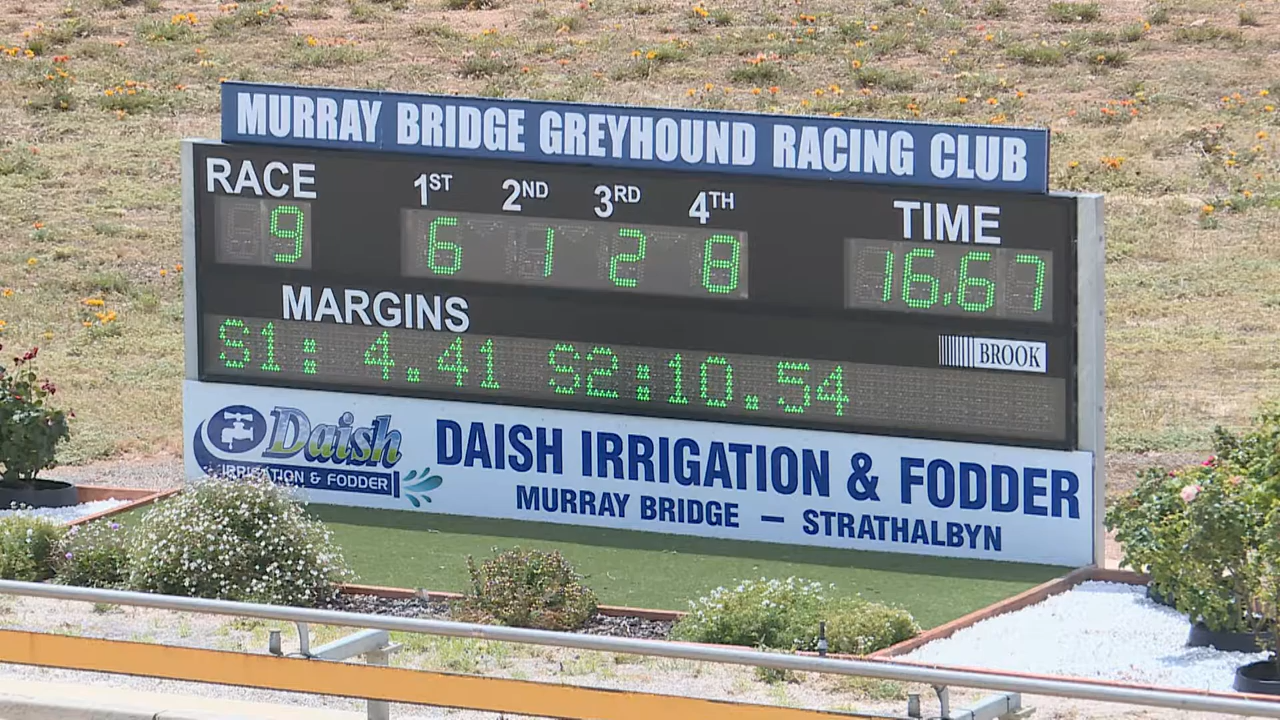 MURRAY BRIDGE GREYHOUND RACING CLUB
RACE 1ST 2ND 3RD 4TH TIME
9 6 1 2 8 16.67
MARGINS
BROOK
S1: 4.41 S2:10.54
Daish
IRRIGATION & FODDER
DAISH IRRIGATION & FODDER
MURRAY BRIDGE – STRATHALBYN